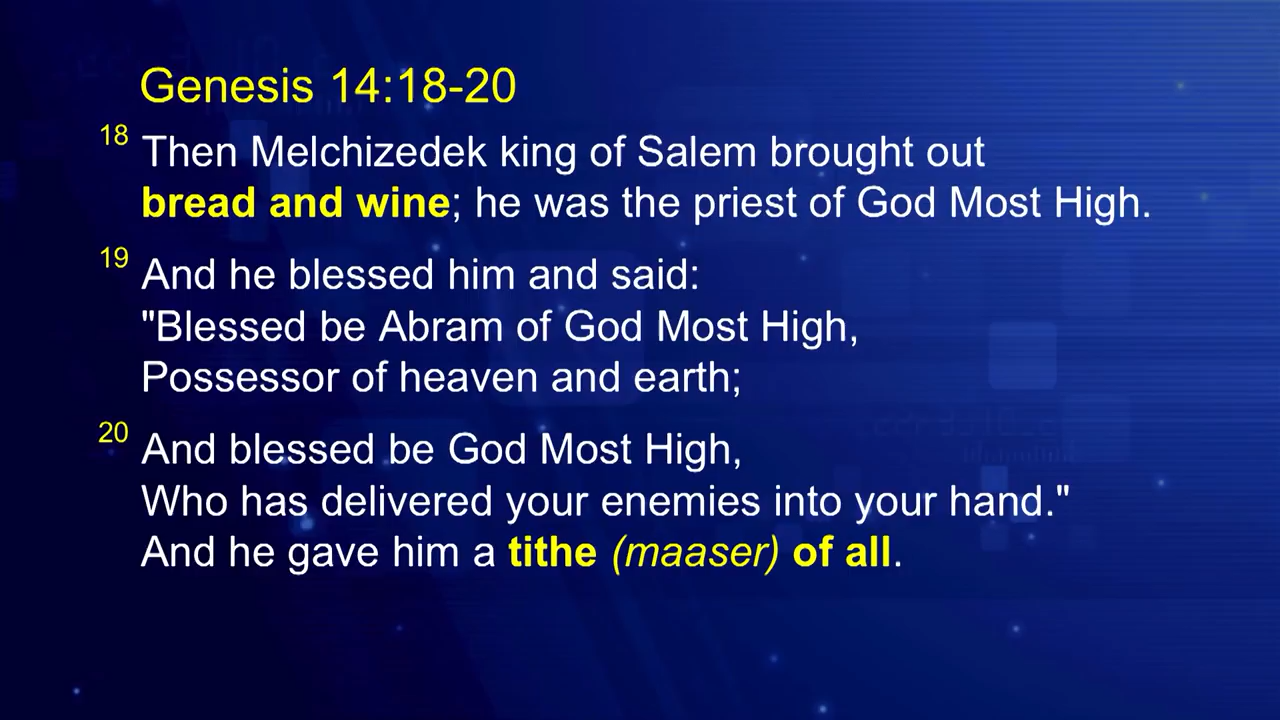 Genesis 14:18-20
18 Then Melchizedek king of Salem brought out
bread and wine; he was the priest of God Most High.
19 And he blessed him and said:
"Blessed be Abram of God Most High,
Possessor of heaven and earth;
20 And blessed be God Most High,
Who has delivered your enemies into your hand."
And he gave him a tithe (maaser) of all.